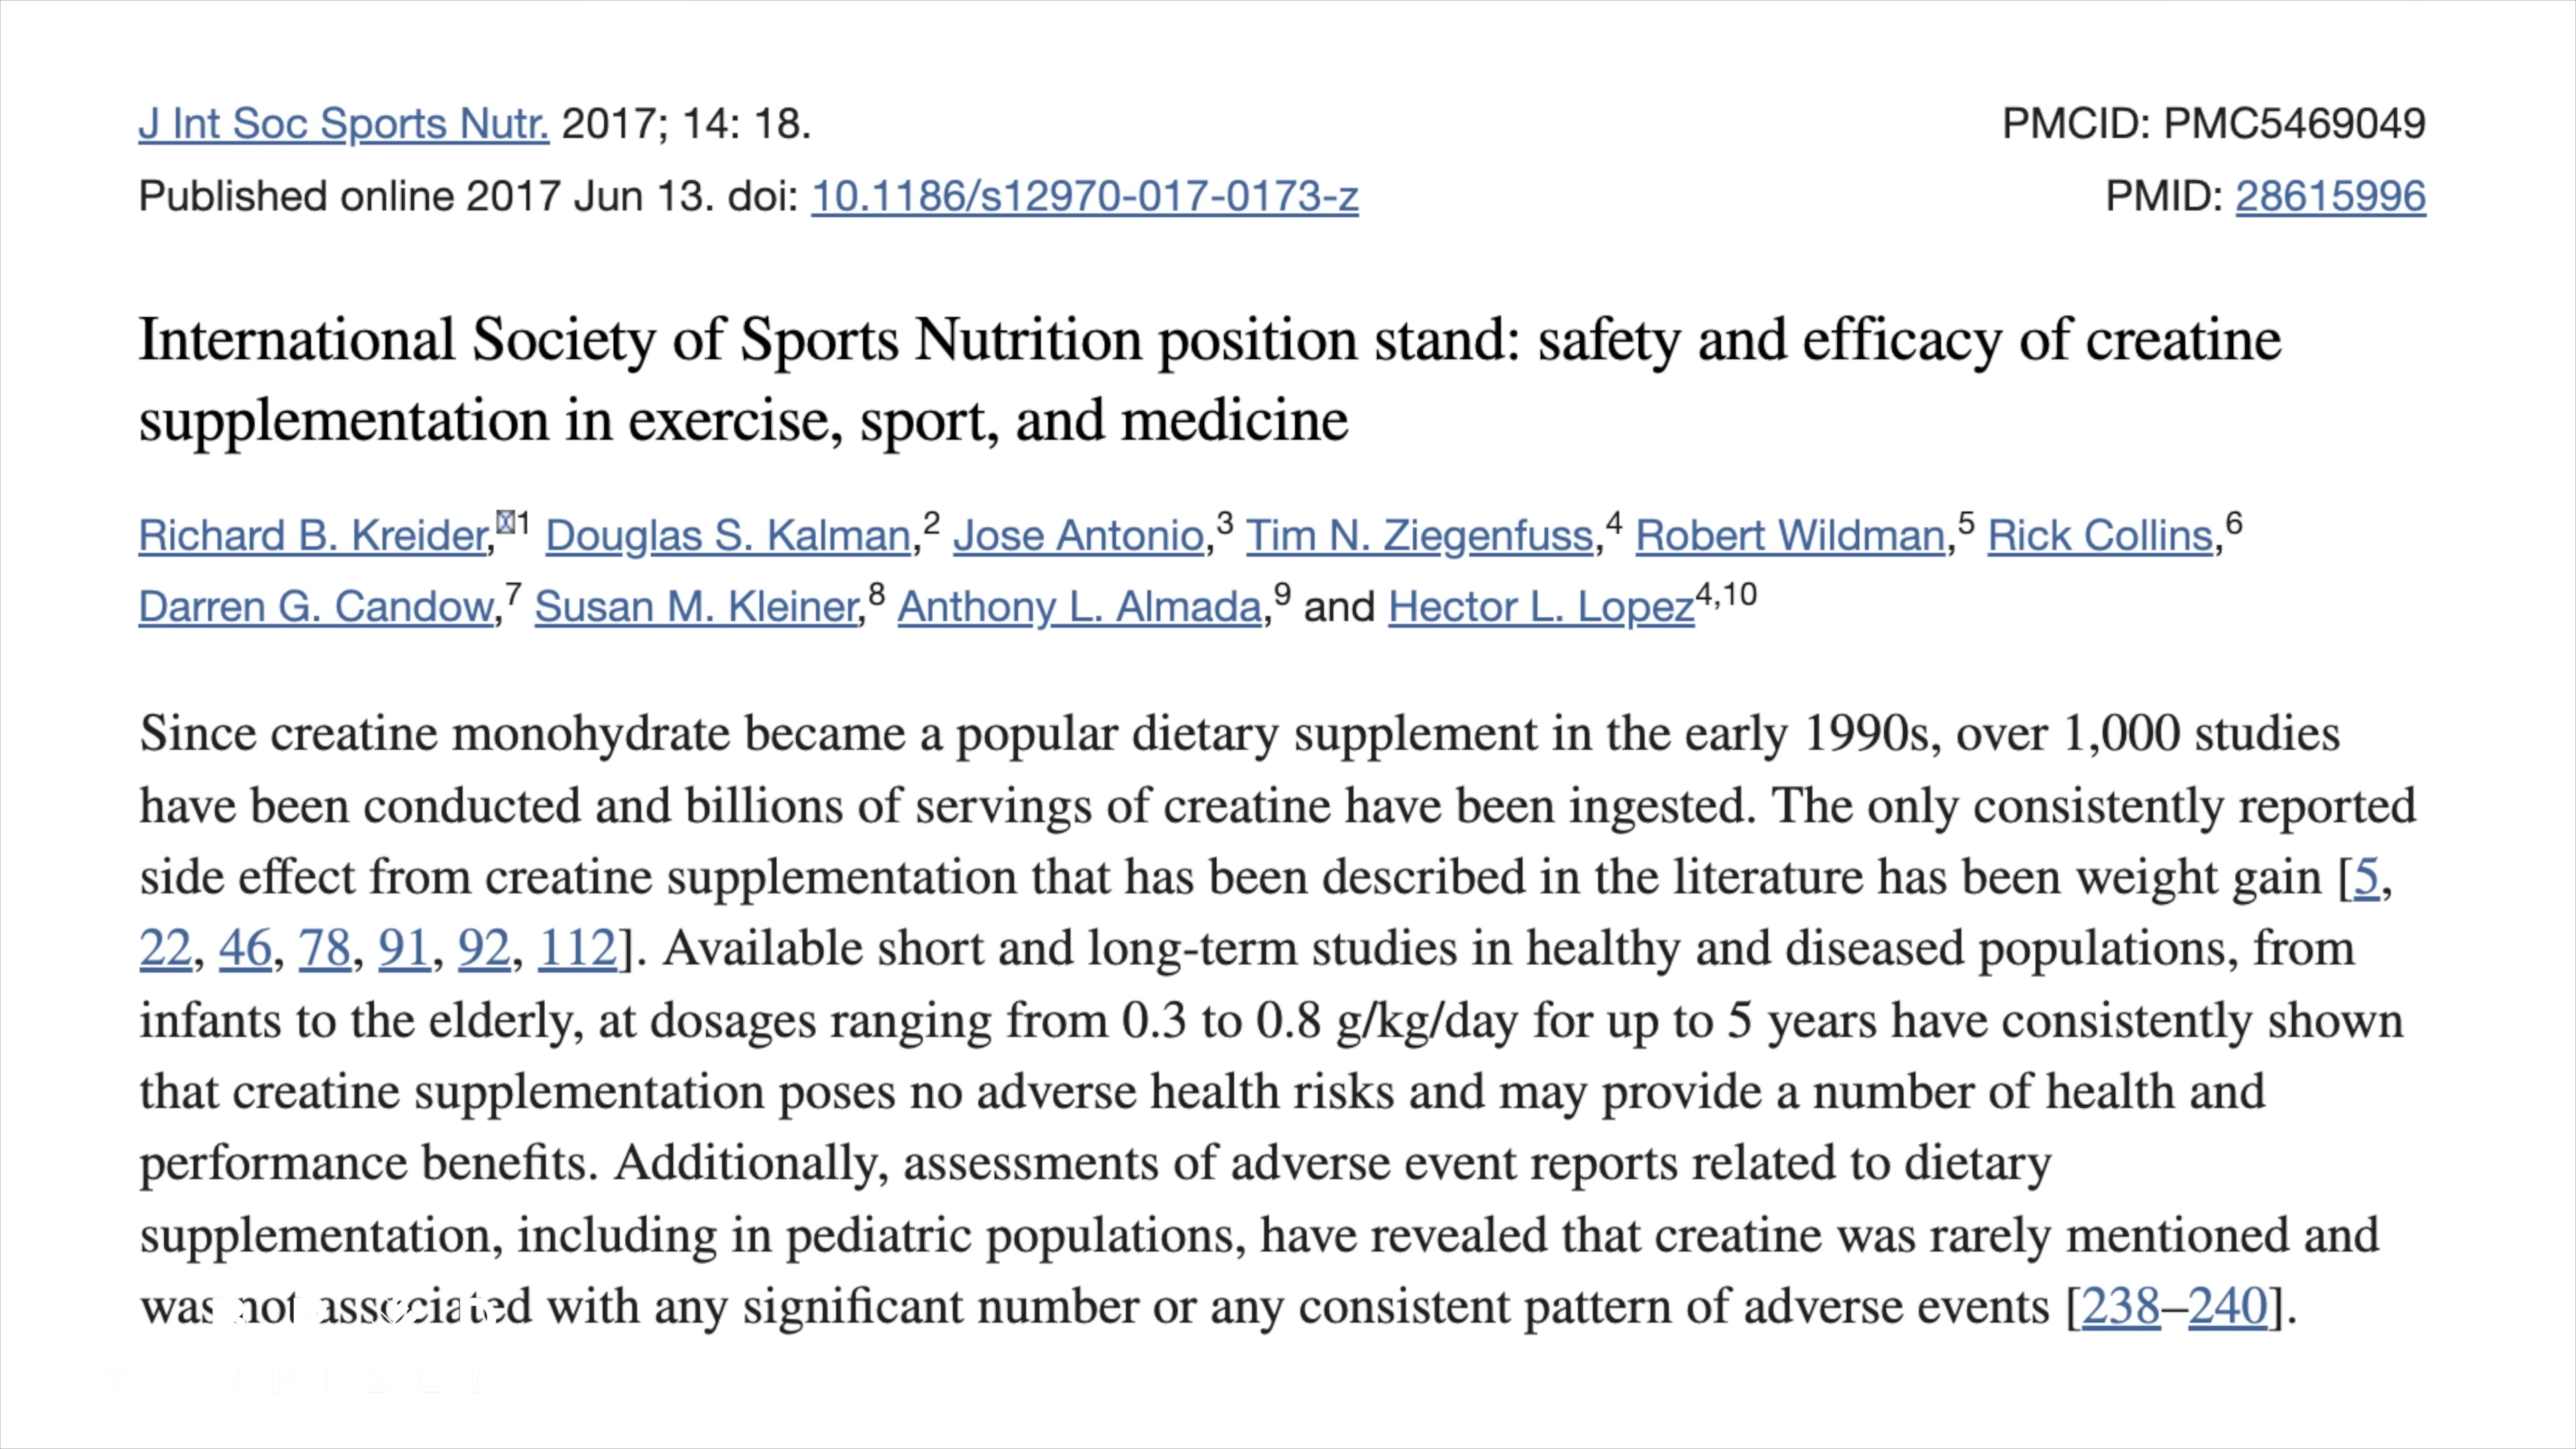 J Int Soc Sports Nutr. 2017; 14: 18.
PMCID: PMC5469049
Published online 2017 Jun 13. doi: 10.1186/s12970-017-0173-z
PMID: 28615996
International Society of Sports Nutrition position stand: safety and efficacy of creatine
supplementation in exercise, sport, and medicine
Richard B. Kreider,1 Douglas S. Kalman,2 Jose Antonio,3 Tim N. Ziegenfuss,4 Robert Wildman,5 Rick Collins,6
Darren G. Candow,7 Susan M. Kleiner,8 Anthony L. Almada,9 and Hector L. Lopez4,10
Since creatine monohydrate became a popular dietary supplement in the early 1990s, over 1,000 studies
have been conducted and billions of servings of creatine have been ingested. The only consistently reported
side effect from creatine supplementation that has been described in the literature has been weight gain [5,
22, 46, 78, 91, 92, 112]. Available short and long-term studies in healthy and diseased populations, from
infants to the elderly, at dosages ranging from 0.3 to 0.8 g/kg/day for up to 5 years have consistently shown
that creatine supplementation poses no adverse health risks and may provide a number of health and
performance benefits. Additionally, assessments of adverse event reports related to dietary
supplementation, including in pediatric populations, have revealed that creatine was rarely mentioned and
was not associated with any significant number or any consistent pattern of adverse events [238–240].